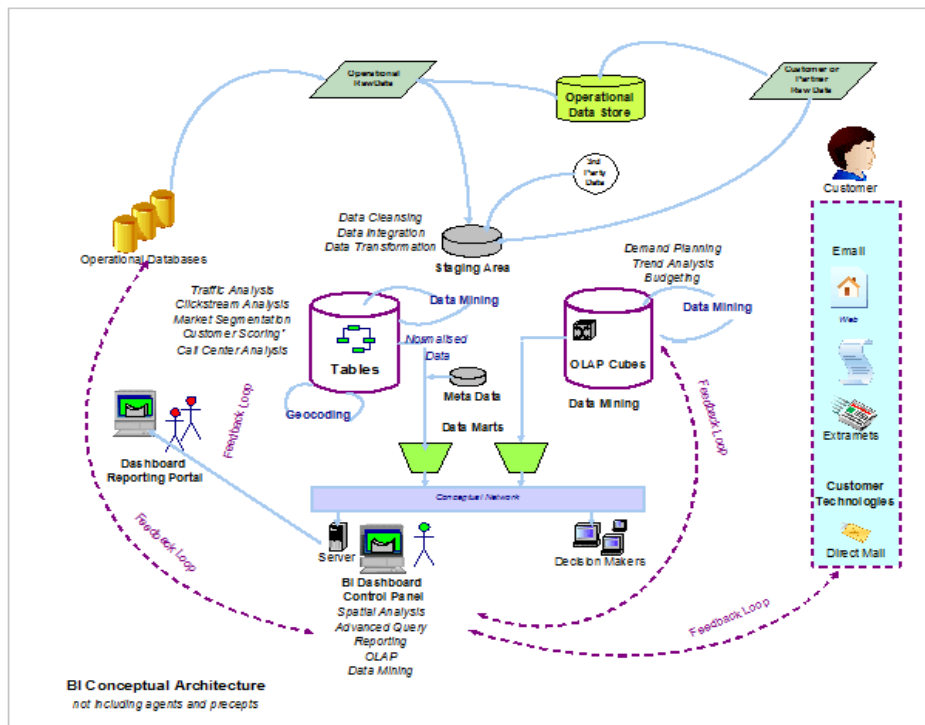 Operational
Raw Data
Operational
Data Store
Customer or
Partner
Raw Data
3rd
Party
Data
Customer
Data Cleansing
Data Integration
Data Transformation
Staging Area
Operational Databases
Demand Planning
Trend Analysis
Budgeting
Email
Web
Traffic Analysis
Clickstream Analysis
Market Segmentation
Customer Scoring"
Call Center Analysis
Data Mining
Normalised
Data
Tables
Geocoding
Meta Data
Data Mining
OLAP Cubes
Data Mining
Data Marts
Feedback Loop
Feedback Loop
Extramets
Dashboard
Reporting Portal
Conceptual Network
Customer
Technologies
Direct Mail
Feedback Loop
Server
Decision Makers
BI Dashboard
Control Panel
Spatial Analysis
Advanced Query
Reporting
OLAP
Data Mining
Feedback Loop
BI Conceptual Architecture
not including agents and precepts